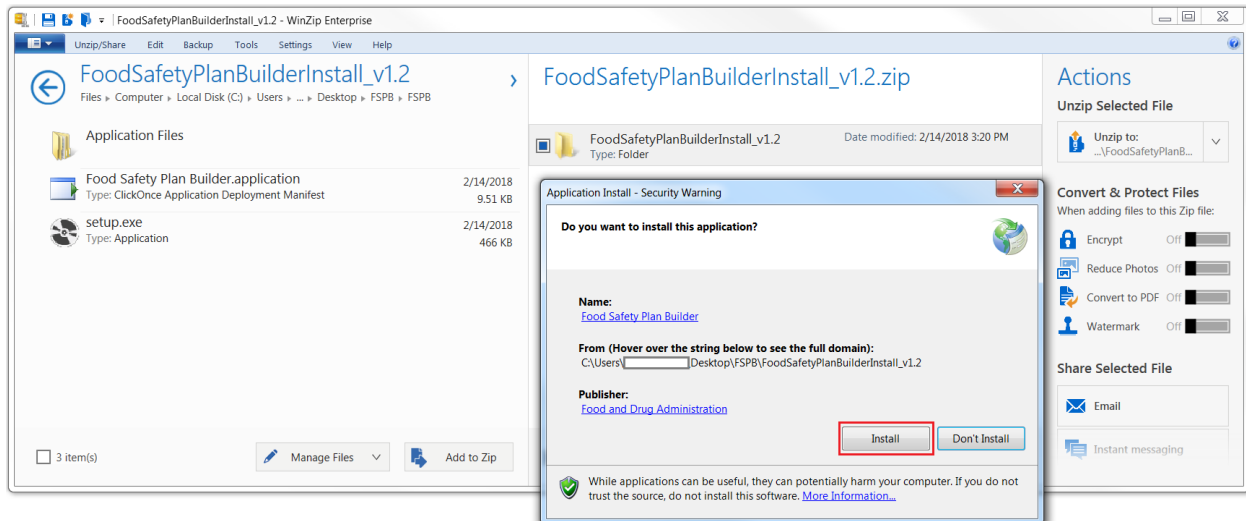 FoodSafetyPlanBuilderInstall_v1.2 - WinZip Enterprise
Unzip/Share Edit Backup Tools Settings View Help
FoodSafetyPlanBuilderInstall_v1.2
Files ▸ Computer ▸ Local Disk (C:) ▸ Users ▸ ... ▸ Desktop ▸ FSPB ▸ FSPB
Application Files
Food Safety Plan Builder.application
2/14/2018
Type: ClickOnce Application Deployment Manifest
9.51 KB
setup.exe
2/14/2018
Type: Application
466 KB
3 item(s)
Manage Files
Add to Zip
FoodSafetyPlanBuilderInstall_v1.2.zip
FoodSafetyPlanBuilderInstall_v1.2
Date modified: 2/14/2018 3:20 PM
Type: Folder
Application Install - Security Warning
Do you want to install this application?
Name:
Food Safety Plan Builder
From (Hover over the string below to see the full domain):
C:\Users\ Desktop\FSPB\FoodSafetyPlanBuilderInstall_v1.2
Publisher:
Food and Drug Administration
Install
Don't Install
While applications can be useful, they can potentially harm your computer. If you do not
trust the source, do not install this software. More Information...
Actions
Unzip Selected File
Unzip to:
...\FoodSafetyPlanB...
Convert & Protect Files
When adding files to this Zip file:
Encrypt Off
Reduce Photos Off
Convert to PDF Off
Watermark Off
Share Selected File
Email
Instant messaging